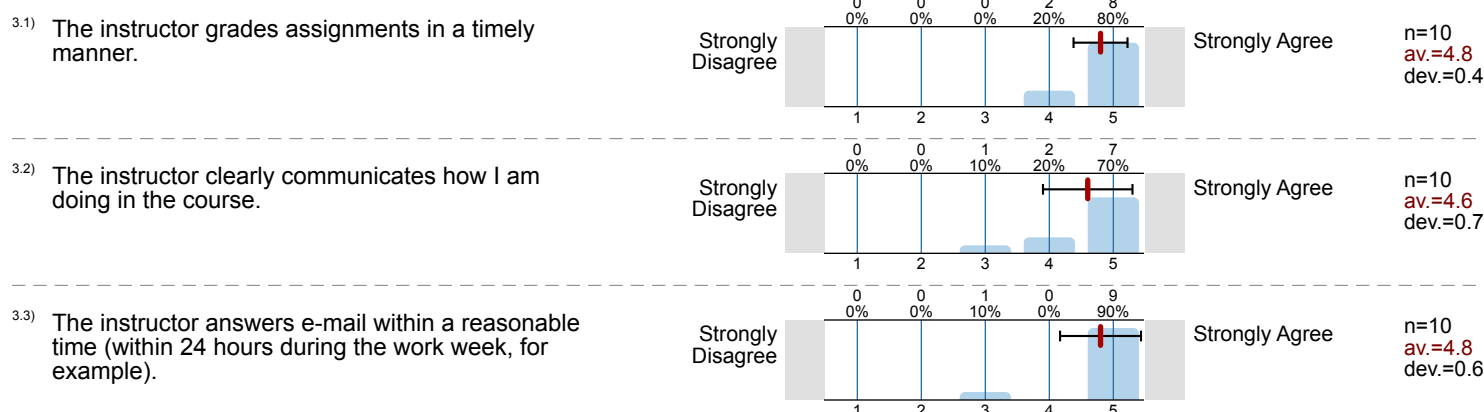 0 0 0 2 8
0% 0% 0% 20% 80%
3.1) The instructor grades assignments in a timely
manner.
Strongly
Disagree
Strongly Agree
n=10
av.=4.8
dev.=0.4
1 2 3 4 5
0 0 1 2 7
0% 0% 10% 20% 70%
3.2) The instructor clearly communicates how I am
doing in the course.
Strongly
Disagree
Strongly Agree
n=10
av.=4.6
dev.=0.7
1 2 3 4 5
0 0 1 0 9
0% 0% 10% 0% 90%
3.3) The instructor answers e-mail within a reasonable
time (within 24 hours during the work week, for
example).
Strongly
Disagree
Strongly Agree
n=10
av.=4.8
dev.=0.6
1 2 3 4 5